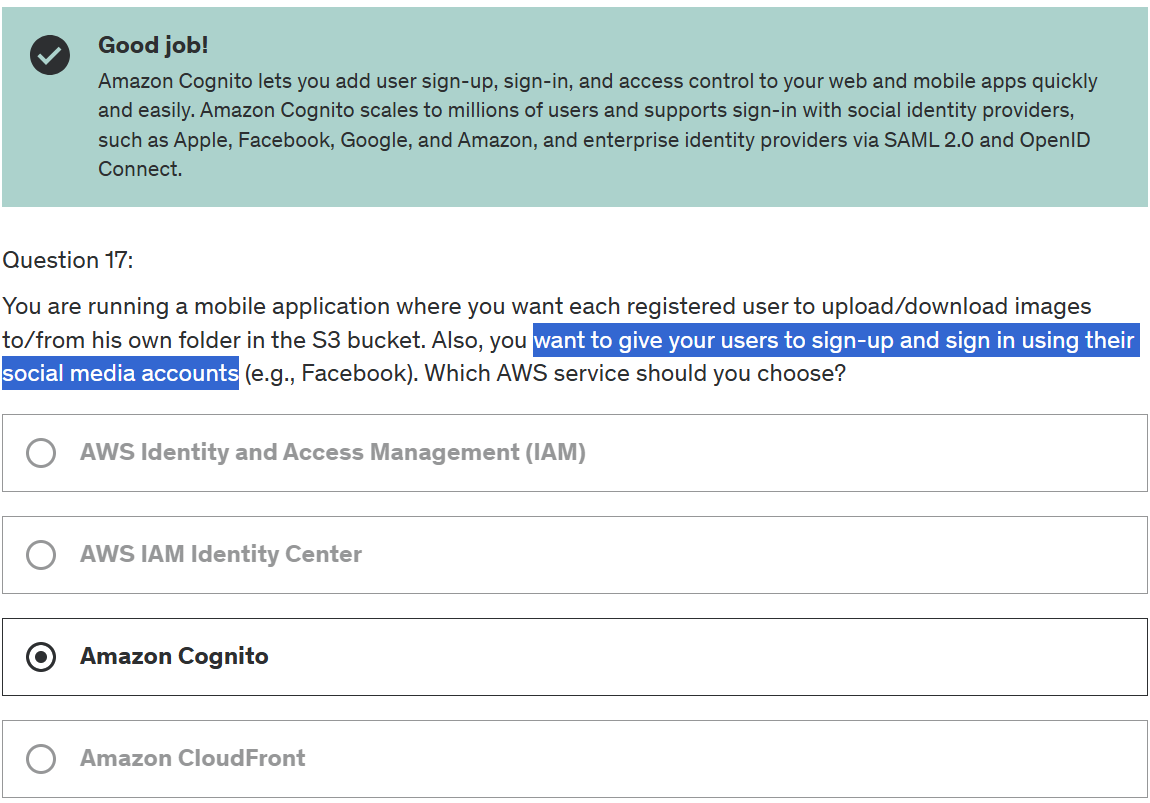 Good job!
Amazon Cognito lets you add user sign-up, sign-in, and access control to your web and mobile apps quickly
and easily. Amazon Cognito scales to millions of users and supports sign-in with social identity providers,
such as Apple, Facebook, Google, and Amazon, and enterprise identity providers via SAML 2.0 and OpenID
Connect.
Question 17:
You are running a mobile application where you want each registered user to upload/download images
to/from his own folder in the S3 bucket. Also, you want to give your users to sign-up and sign in using their
social media accounts (e.g., Facebook). Which AWS service should you choose?
AWS Identity and Access Management (IAM)
AWS IAM Identity Center
Amazon Cognito
Amazon CloudFront